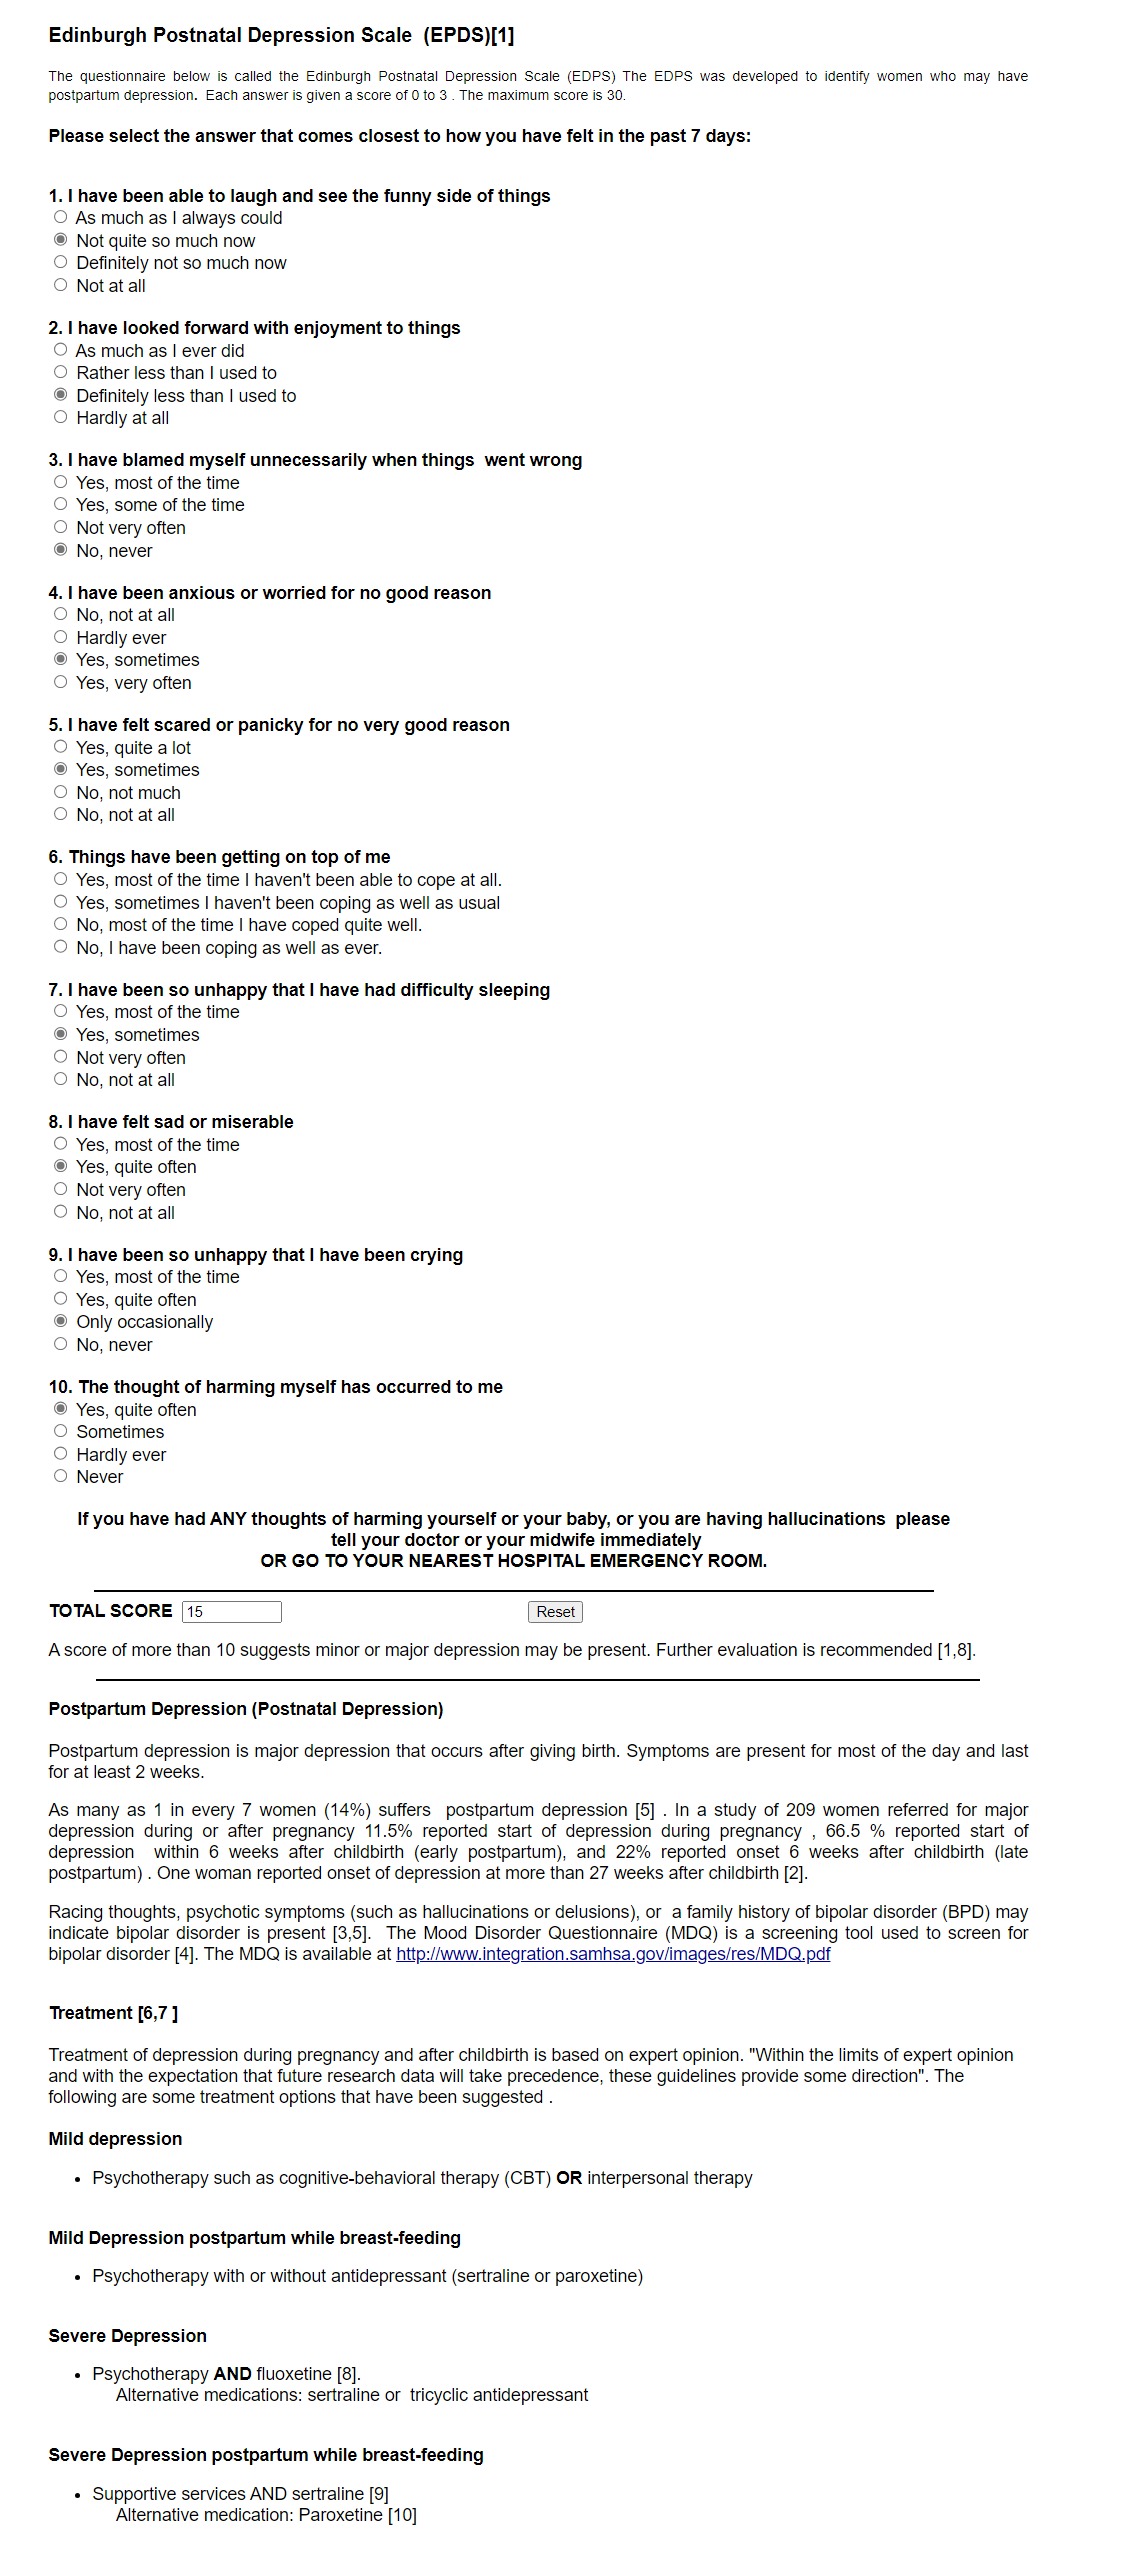 Edinburgh Postnatal Depression Scale  (EPDS)[1]
The questionnaire below is called the Edinburgh Postnatal Depression Scale (EDPS) The EDPS was developed to identify women who may have
postpartum depression.  Each answer is given a score of 0 to 3 . The maximum score is 30.
Please select the answer that comes closest to how you have felt in the past 7 days:
1. I have been able to laugh and see the funny side of things
As much as I always could
Not quite so much now
Definitely not so much now
Not at all
2. I have looked forward with enjoyment to things
As much as I ever did
Rather less than I used to
Definitely less than I used to
Hardly at all
3. I have blamed myself unnecessarily when things  went wrong
Yes, most of the time
Yes, some of the time
Not very often
No, never
4. I have been anxious or worried for no good reason
No, not at all
Hardly ever
Yes, sometimes
Yes, very often
5. I have felt scared or panicky for no very good reason
Yes, quite a lot
Yes, sometimes
No, not much
No, not at all
6. Things have been getting on top of me
Yes, most of the time I haven't been able to cope at all.
Yes, sometimes I haven't been coping as well as usual
No, most of the time I have coped quite well.
No, I have been coping as well as ever.
7. I have been so unhappy that I have had difficulty sleeping
Yes, most of the time
Yes, sometimes
Not very often
No, not at all
8. I have felt sad or miserable
Yes, most of the time
Yes, quite often
Not very often
No, not at all
9. I have been so unhappy that I have been crying
Yes, most of the time
Yes, quite often
Only occasionally
No, never
10. The thought of harming myself has occurred to me
Yes, quite often
Sometimes
Hardly ever
Never
If you have had ANY thoughts of harming yourself or your baby, or you are having hallucinations  please
tell your doctor or your midwife immediately
OR GO TO YOUR NEAREST HOSPITAL EMERGENCY ROOM.
TOTAL SCORE 15 Reset
A score of more than 10 suggests minor or major depression may be present. Further evaluation is recommended [1,8].
Postpartum Depression (Postnatal Depression)
Postpartum depression is major depression that occurs after giving birth. Symptoms are present for most of the day and last
for at least 2 weeks.
As many as 1 in every 7 women (14%) suffers  postpartum depression [5] . In a study of 209 women referred for major
depression during or after pregnancy 11.5% reported start of depression during pregnancy , 66.5 % reported start of
depression  within 6 weeks after childbirth (early postpartum), and 22% reported onset 6 weeks after childbirth (late
postpartum) . One woman reported onset of depression at more than 27 weeks after childbirth [2].
Racing thoughts, psychotic symptoms (such as hallucinations or delusions), or  a family history of bipolar disorder (BPD) may
indicate bipolar disorder is present [3,5].  The Mood Disorder Questionnaire (MDQ) is a screening tool used to screen for
bipolar disorder [4]. The MDQ is available at http://www.integration.samhsa.gov/images/res/MDQ.pdf
Treatment [6,7 ]
Treatment of depression during pregnancy and after childbirth is based on expert opinion. "Within the limits of expert opinion
and with the expectation that future research data will take precedence, these guidelines provide some direction". The
following are some treatment options that have been suggested .
Mild depression
• Psychotherapy such as cognitive-behavioral therapy (CBT) OR interpersonal therapy
Mild Depression postpartum while breast-feeding
• Psychotherapy with or without antidepressant (sertraline or paroxetine)
Severe Depression
• Psychotherapy AND fluoxetine [8].
Alternative medications: sertraline or  tricyclic antidepressant
Severe Depression postpartum while breast-feeding
• Supportive services AND sertraline [9]
Alternative medication: Paroxetine [10]